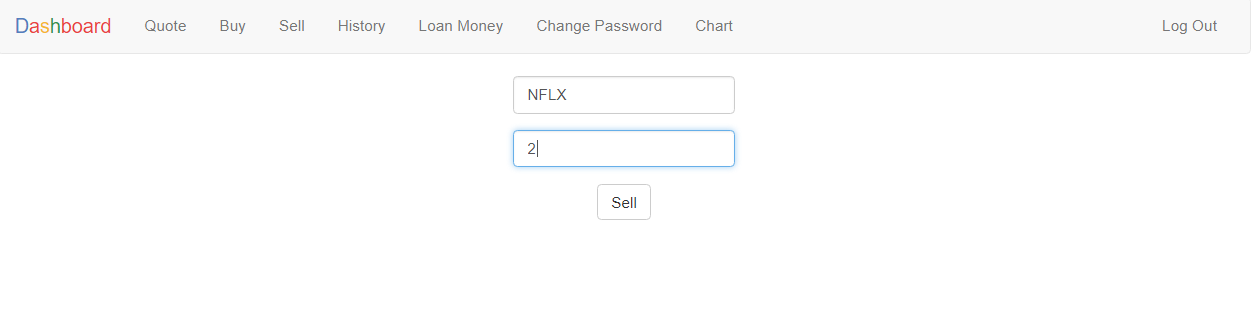 Dashboard Quote Buy Sell History Loan Money Change Password Chart Log Out
NFLX
2
Sell